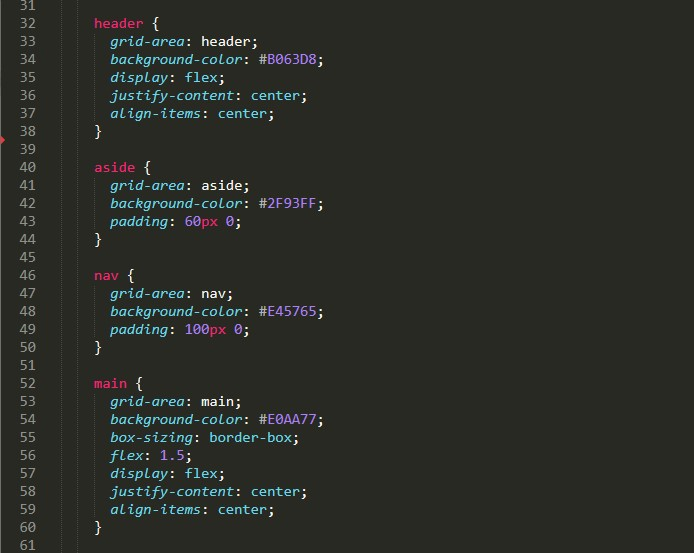 31
32 header {
33 grid-area: header;
34 background-color: #B063D8;
35 display: flex;
36 justify-content: center;
37 align-items: center;
38 }
39
40 aside {
41 grid-area: aside;
42 background-color: #2F93FF;
43 padding: 60px 0;
44 }
45
46 nav {
47 grid-area: nav;
48 background-color: #E45765;
49 padding: 100px 0;
50 }
51
52 main {
53 grid-area: main;
54 background-color: #E0AA77;
55 box-sizing: border-box;
56 flex: 1.5;
57 display: flex;
58 justify-content: center;
59 align-items: center;
60 }
61